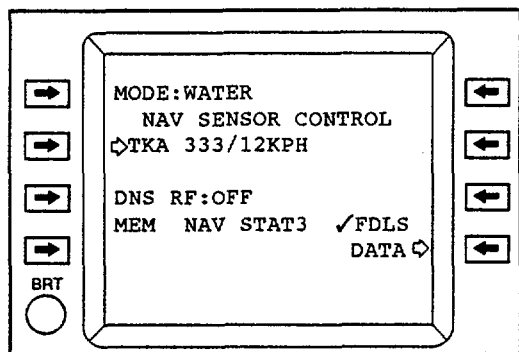 MODE:WATER
NAV SENSOR CONTROL
⇨TKA 333/12KPH
DNS RF:OFF
MEM NAV STAT3 ✓FDLS
DATA⇨
BRT